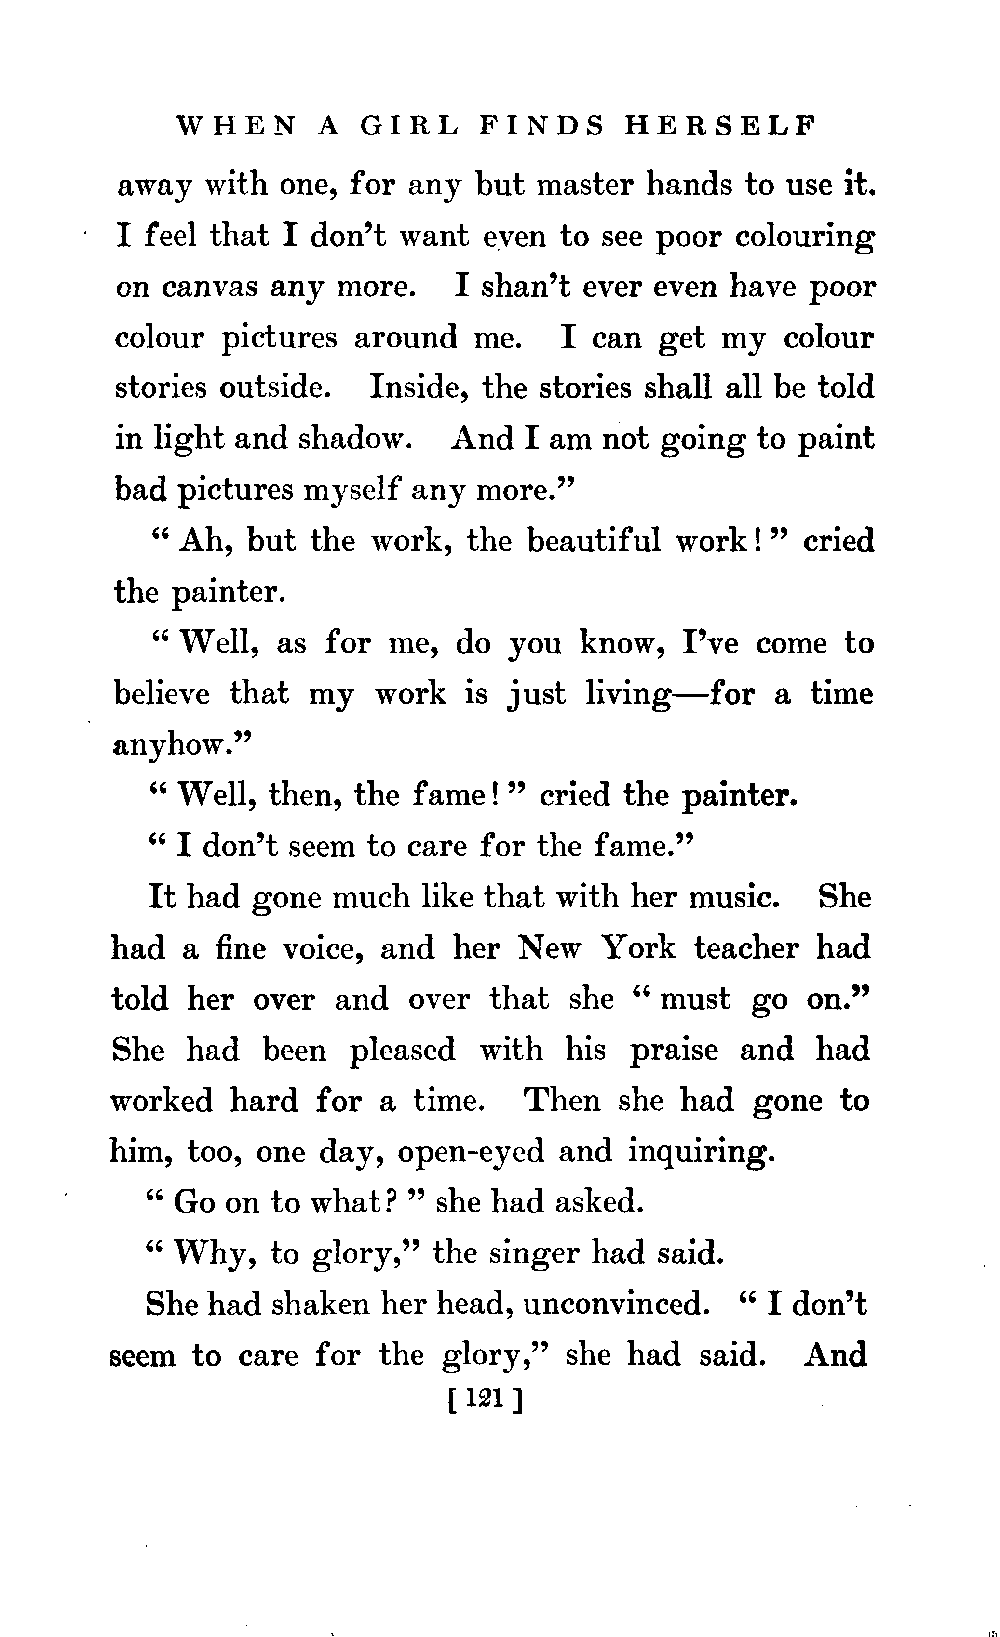 WHEN A GIRL FINDS HERSELF
away with one, for any but master hands to use it.
I feel that I don't want even to see poor colouring
on canvas any more. I shan't ever even have poor
colour pictures around me. I can get my colour
stories outside. Inside, the stories shall all be told
in light and shadow. And I am not going to paint
bad pictures myself any more."
" Ah, but the work, the beautiful work! " cried
the painter.
" Well, as for me, do you know, I've come to
believe that my work is just living—for a time
anyhow."
" Well, then, the fame! " cried the painter.
" I don't seem to care for the fame."
It had gone much like that with her music. She
had a fine voice, and her New York teacher had
told her over and over that she " must go on."
She had been pleased with his praise and had
worked hard for a time. Then she had gone to
him, too, one day, open-eyed and inquiring.
" Go on to what? " she had asked.
" Why, to glory," the singer had said.
She had shaken her head, unconvinced. " I don't
seem to care for the glory," she had said. And
[ 121 ]